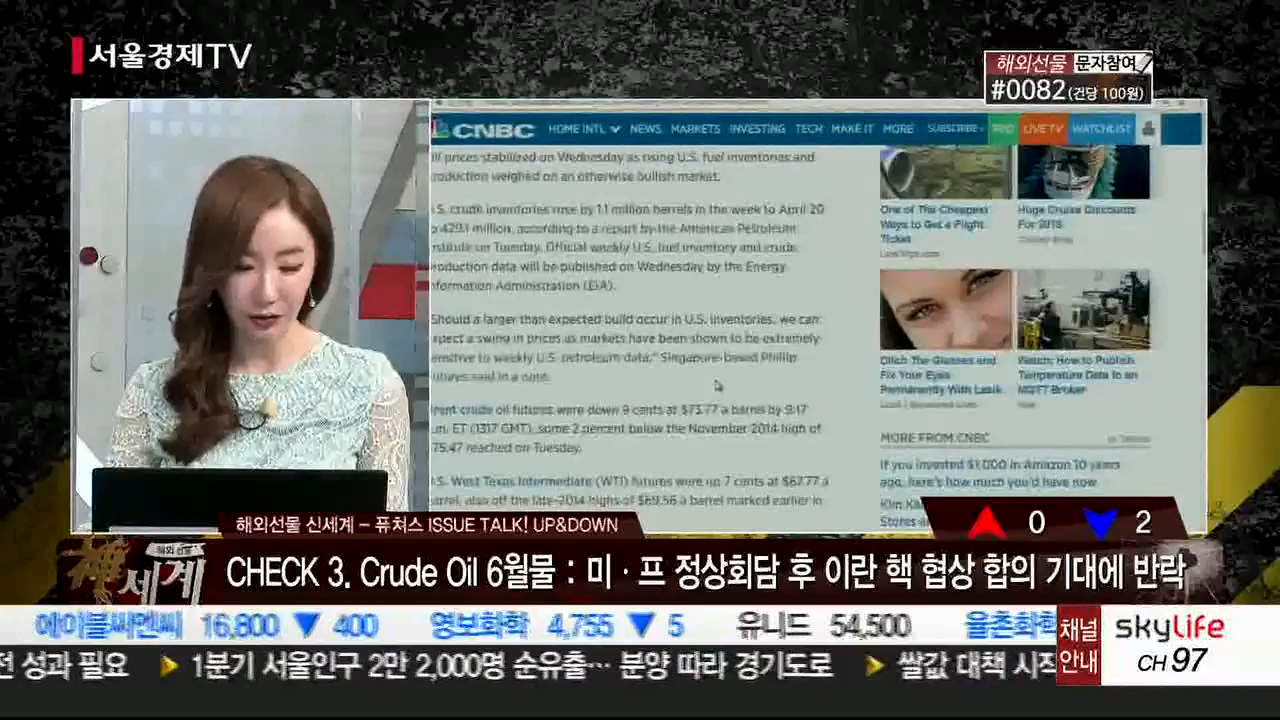 서울경제TV
해외선물 문자참여
#0082(건당 100원)
CNBC HOME INTL NEWS MARKETS INVESTING TECH MAKE IT MORE SUBSCRIBE PRO LIVE TV WATCHLIST
prices stabilized on Wednesday as rising U.S. fuel inventories and
roduction weighed on an otherwise bullish market.
.S. crude inventories rose by 1.1 million barrels in the week to April 20
429.1 million, according to a report by the American Petroleum
nstitute on Tuesday. Official weekly U.S. fuel inventory and crude
roduction data will be published on Wednesday by the Energy
nformation Administration (EIA).
Should a larger than expected build occur in U.S. inventories, we can
xpect a swing in prices as markets have been shown to be extremely
ensitive to weekly U.S. petroleum data," Singapore-based Phillip
utures said in a note.
rent crude oil futures were down 9 cents at $73.77 a barrel by 9:17
.m. ET (1317 GMT), some 2 percent below the November 2014 high of
75.47 reached on Tuesday.
.S. West Texas Intermediate (WTI) futures were up 7 cents at $67.77 a
arrel, also off the late-2014 highs of $69.56 a barrel marked earlier in
One of The Cheapest
Ways to Get a Flight
Ticket
Huge Cruise Discounts
For 2018
Ditch The Glasses and
Fix Your Eyes
Permanently With Lasik
Watch: How to Publish
Temperature Data to an
MQTT Broker
MORE FROM CNBC
If you invested $1,000 in Amazon 10 years
ago, here's how much you'd have now
Kim
Stores
▲ 0 ▼ 2
해외선물 신세계 - 퓨쳐스 ISSUE TALK! UP&DOWN
해외 선물
神세계
CHECK 3. Crude Oil 6월물 : 미·프 정상회담 후 이란 핵 협상 합의 기대에 반락
에이블씨엔씨 16,800 ▼ 400 영보화학 4,755 ▼ 5 유니드 54,500 율촌화학
전 성과 필요 ▶ 1분기 서울인구 2만 2,000명 순유출… 분양 따라 경기도로 ▶ 쌀값 대책 시작
채널
안내
skylife
CH 97